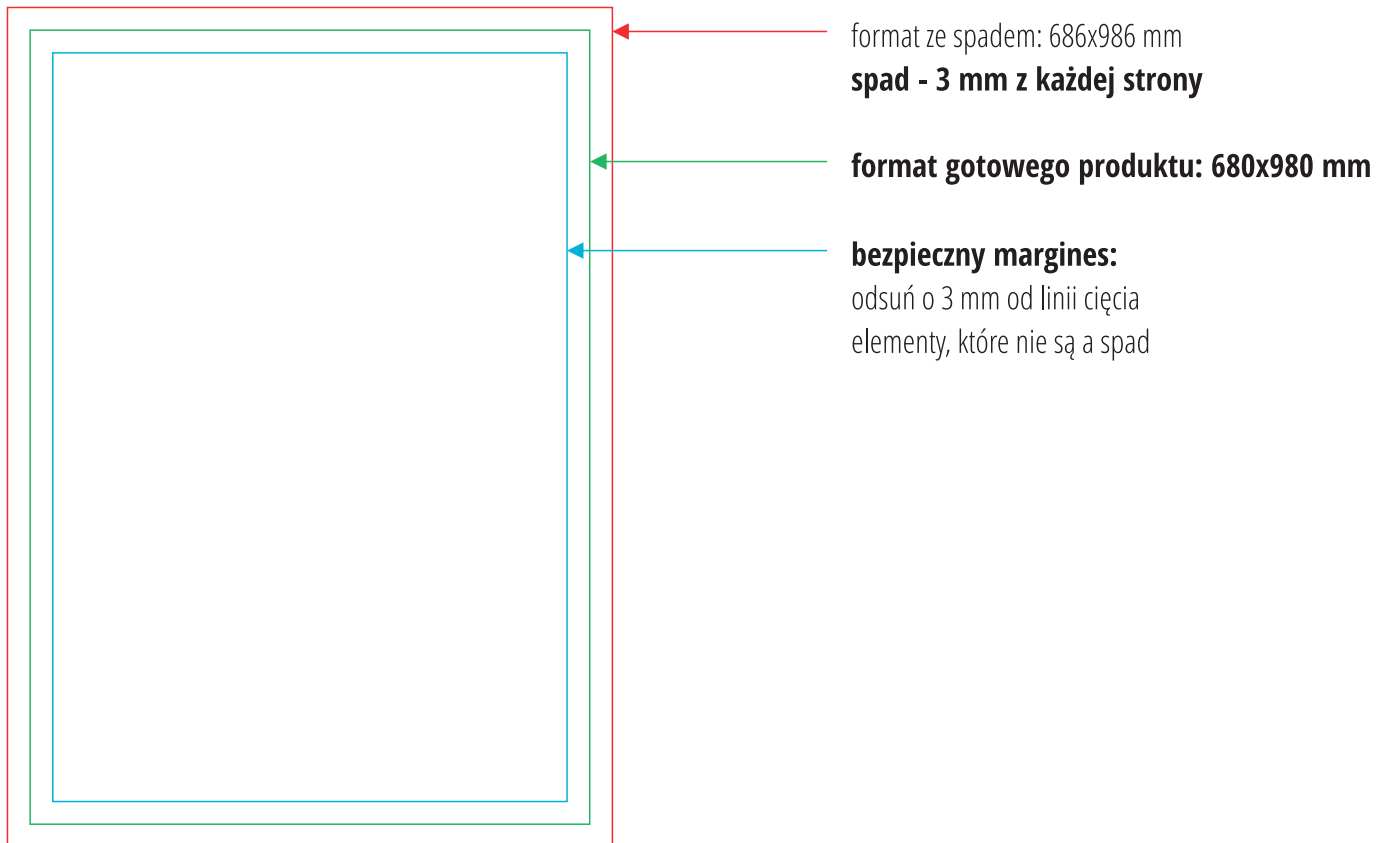 format ze spadem: 686x986 mm
spad - 3 mm z każdej strony
format gotowego produktu: 680x980 mm
bezpieczny margines:
odsuń o 3 mm od linii cięcia
elementy, które nie są a spad